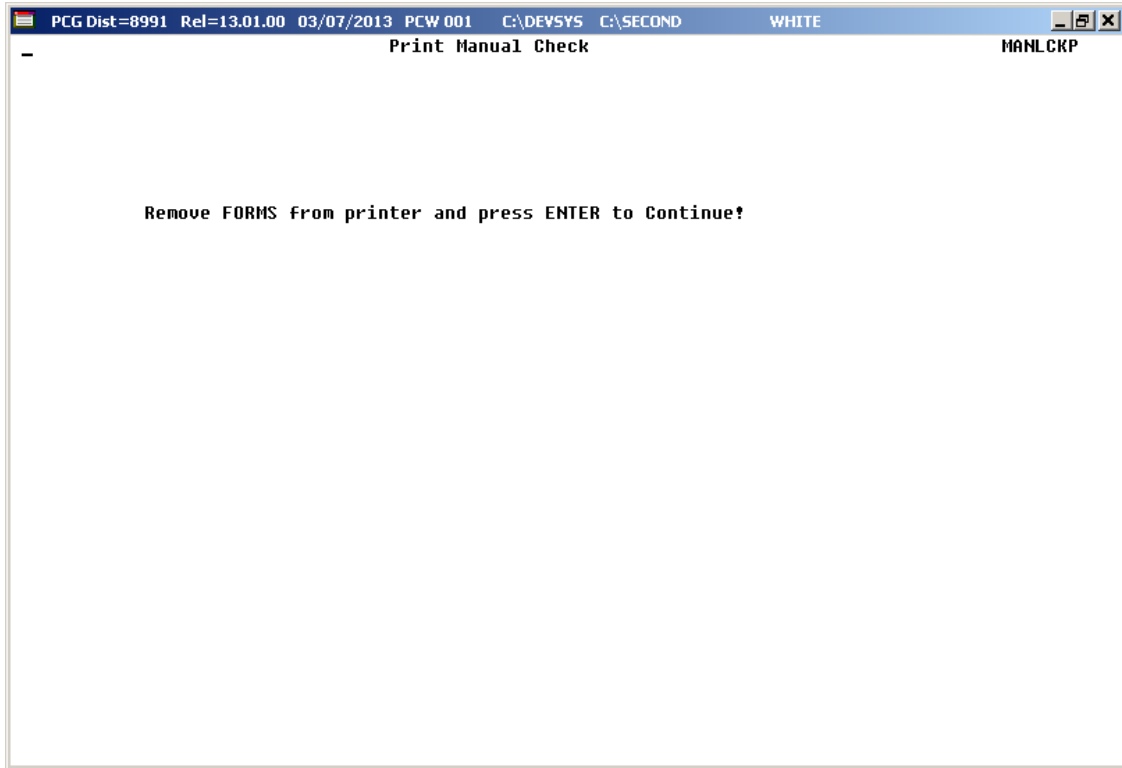 PCG Dist=8991 Rel=13.01.00 03/07/2013 PCW 001 C:\DEVSYS C:\SECOND WHITE
Print Manual Check MANLCKP
Remove FORMS from printer and press ENTER to Continue!